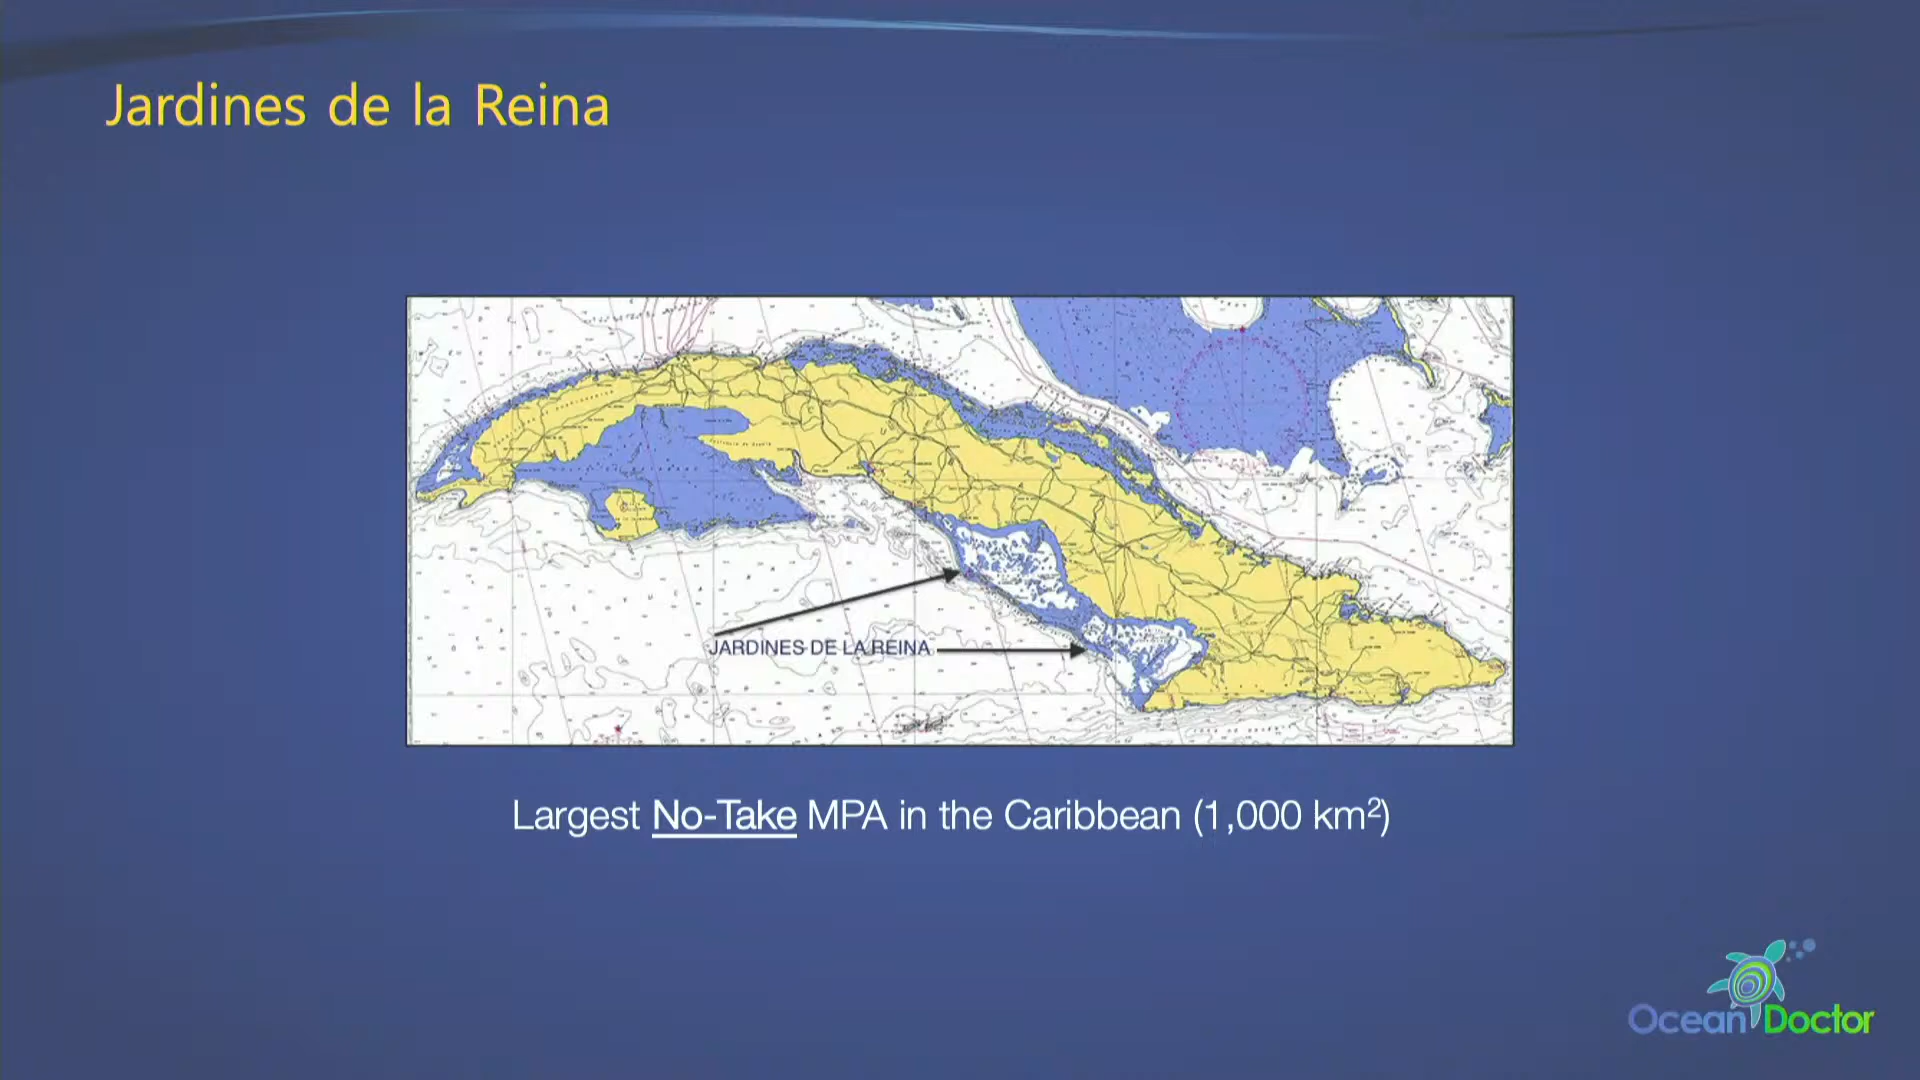 Jardines de la Reina
JARDINES DE LA REINA
Largest No-Take MPA in the Caribbean (1,000 km²)
Ocean Doctor